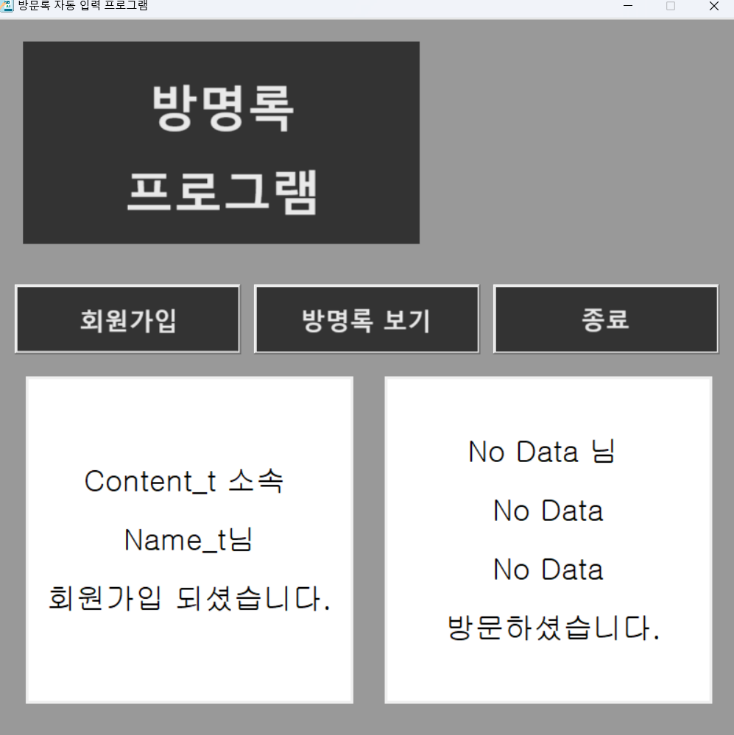 방문록 자동 입력 프로그램
방명록
프로그램
회원가입
방명록 보기
종료
Content_t 소속
Name_t님
회원가입 되셨습니다.
No Data 님
No Data
No Data
방문하셨습니다.